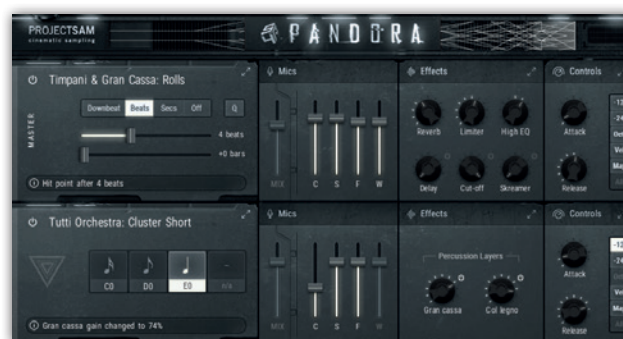 PROJECTSAM
cinematic sampling
PANDORA
Timpani & Gran Cassa: Rolls
Mics
Effects
Controls
MASTER
Downbeat Beats Secs Off Q
4 beats
+0 bars
Reverb Limiter High EQ
Attack
Delay Cut-off Skreamer
Release
MIX C S F W
Hit point after 4 beats
Tutti Orchestra: Cluster Short
Mics
Effects
Controls
Percussion Layers
C0 D0 E0
Gran cassa Col legno
Attack
Release
MIX C S F W
Gran cassa gain changed to 74%